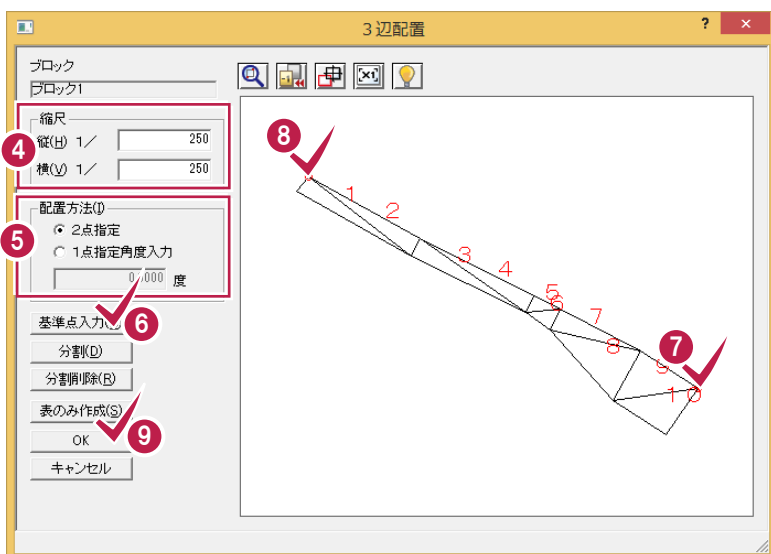 3辺配置
?
×
ブロック
ブロック1
縮尺
4
縦(H) 1／ 250
横(V) 1／ 250
配置方法(I)
5
2点指定
1点指定角度入力
度
基準点入力
6
分割(D)
分割削除(R)
表のみ作成(S)
OK
9
キャンセル
8
1
2
3
4
5
6
7
8
7
9
10